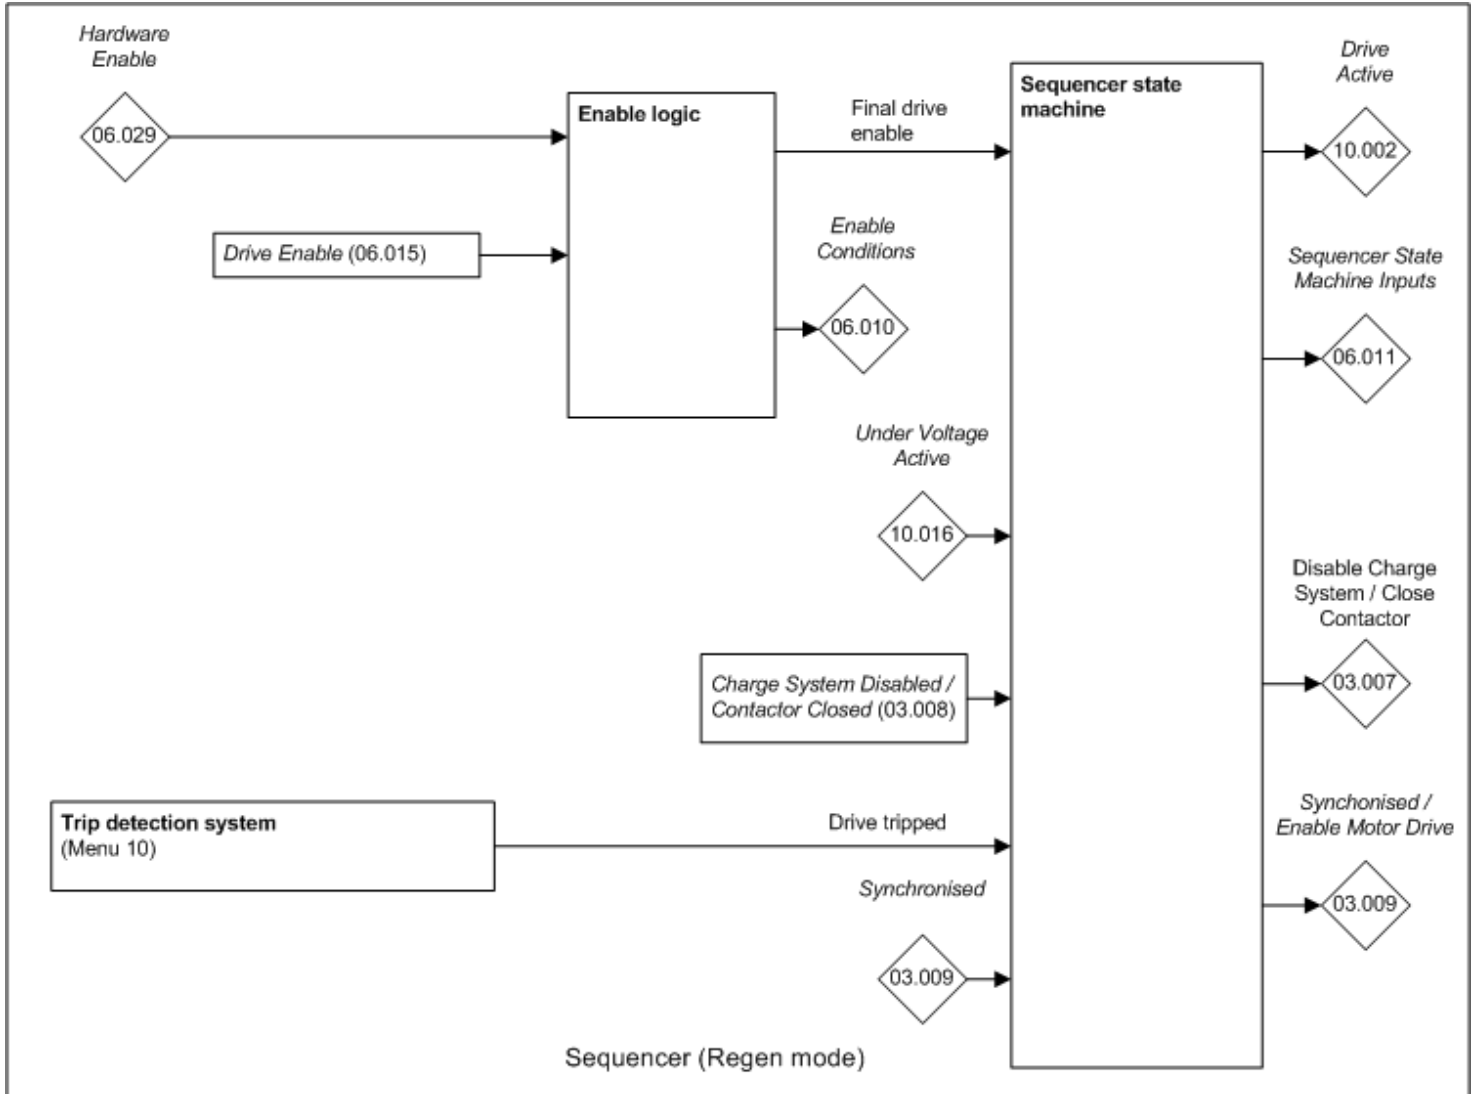 Hardware
Enable
06.029
Drive Enable (06.015)
Enable logic
Final drive
enable
Enable
Conditions
06.010
Under Voltage
Active
10.016
Charge System Disabled /
Contactor Closed (03.008)
Trip detection system
(Menu 10)
Drive tripped
Synchronised
03.009
Sequencer state
machine
Drive
Active
10.002
Sequencer State
Machine Inputs
06.011
Disable Charge
System / Close
Contactor
03.007
Synchonised /
Enable Motor Drive
03.009
Sequencer (Regen mode)